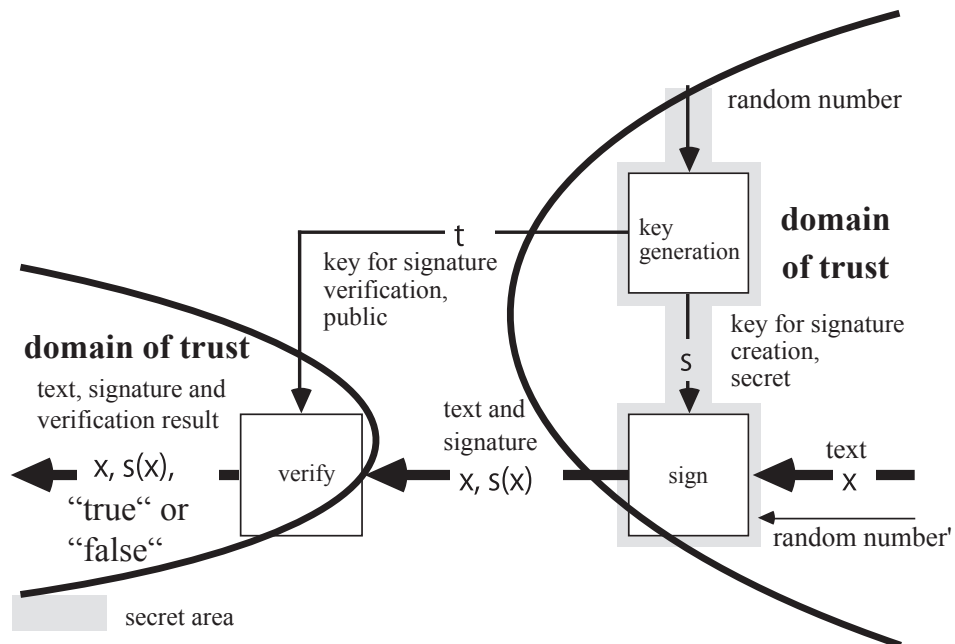 random number
key
generation
domain
of trust
t
key for signature
verification,
public
key for signature
creation,
secret
s
domain of trust
text, signature and
verification result
x, s(x),
“true“ or
“false“
verify
text and
signature
x, s(x)
sign
text
x
random number'
secret area